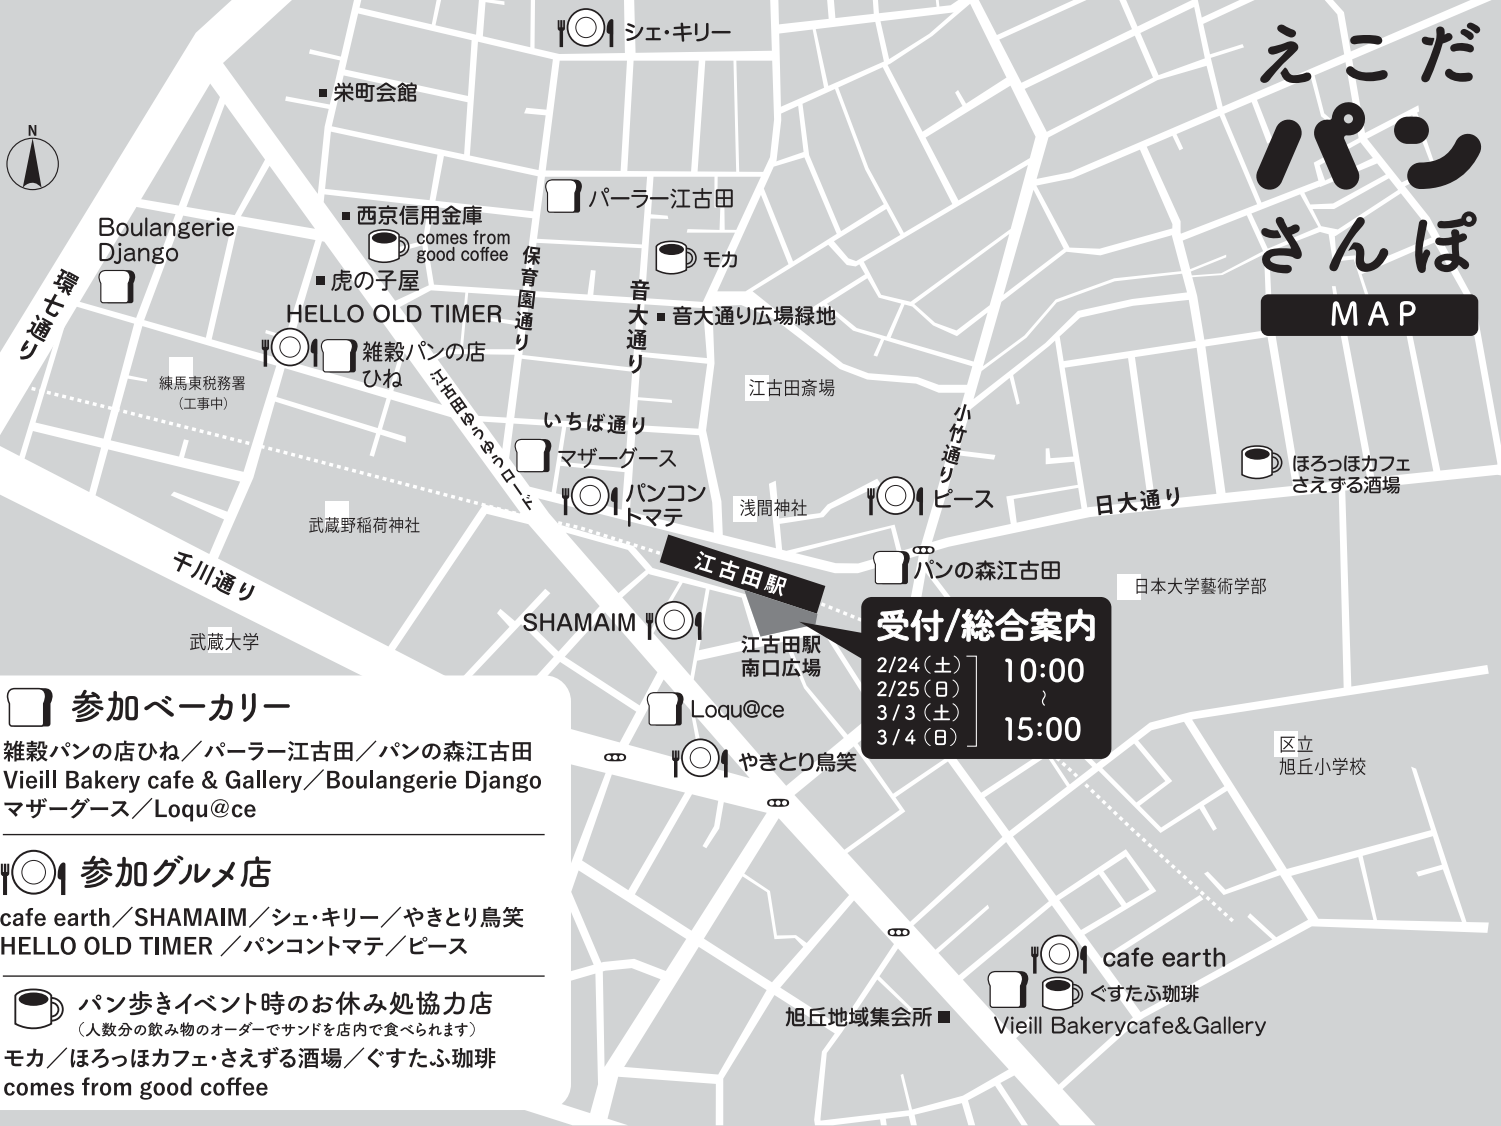 えこだ
パン
さんぽ
MAP
シェ・キリー
栄町会館
N
パーラー江古田
西京信用金庫
comes from
good coffee
Boulangerie
Django
モカ
虎の子屋
環七通り
保育園通り
音大通り
HELLO OLD TIMER
音大通り広場緑地
雑穀パンの店
ひね
練馬東税務署
（工事中）
江古田斎場
江古田ゆうゆうロード
いちば通り
小竹通り
マザーグース
ほろっほカフェ
さえずる酒場
パンコン
トマテ
ピース
日大通り
浅間神社
武蔵野稲荷神社
千川通り
江古田駅
パンの森江古田
日本大学藝術学部
SHAMAIM
武蔵大学
江古田駅
南口広場
受付/総合案内
2/24（土）
2/25（日）
3/3（土）
3/4（日）
10:00
〜
15:00
Loqu@ce
やきとり鳥笑
区立
旭丘小学校
参加ベーカリー
雑穀パンの店ひね／パーラー江古田／パンの森江古田
Vieill Bakery cafe & Gallery／Boulangerie Django
マザーグース／Loqu@ce
参加グルメ店
cafe earth／SHAMAIM／シェ・キリー／やきとり鳥笑
HELLO OLD TIMER ／パンコントマテ／ピース
パン歩きイベント時のお休み処協力店
（人数分の飲み物のオーダーでサンドを店内で食べられます）
モカ／ほろっほカフェ・さえずる酒場／ぐすたふ珈琲
comes from good coffee
cafe earth
ぐすたふ珈琲
Vieill Bakerycafe&Gallery
旭丘地域集会所